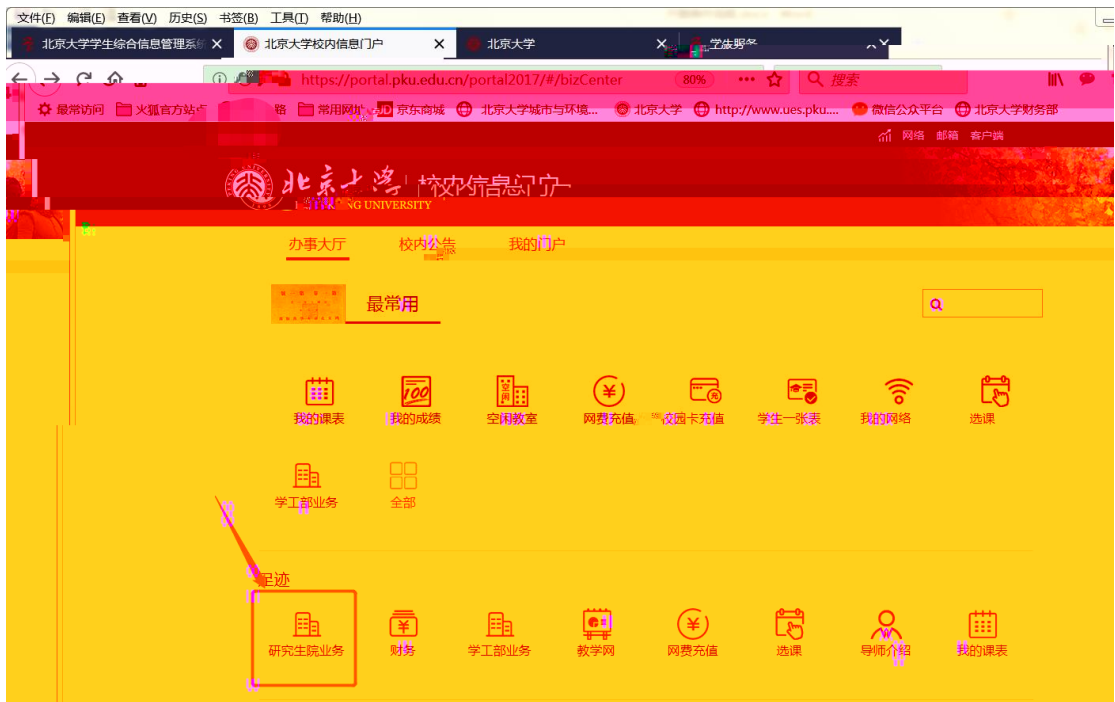 文件(F) 编辑(E) 查看(V) 历史(S) 书签(B) 工具(T) 帮助(H)
北京大学学生综合信息管理系统 北京大学校内信息门户 北京大学 学生服务
https://portal.pku.edu.cn/portal2017/#/bizCenter 80% 搜索
最常访问 火狐官方站点 常用网址 JD 京东商城 北京大学城市与环境... 北京大学 http://www.ues.pku.... 微信公众平台 北京大学财务部
网络 邮箱 客户端
北京大学 校内信息门户
NG UNIVERSITY
办事大厅 校内公告 我的门户
最常用
我的课表 我的成绩 空闲教室 网费充值 校园卡充值 学生一张表 我的网络 选课
学工部业务 全部
足迹
研究生院业务 财务 学工部业务 教学网 网费充值 选课 导师介绍 我的课表